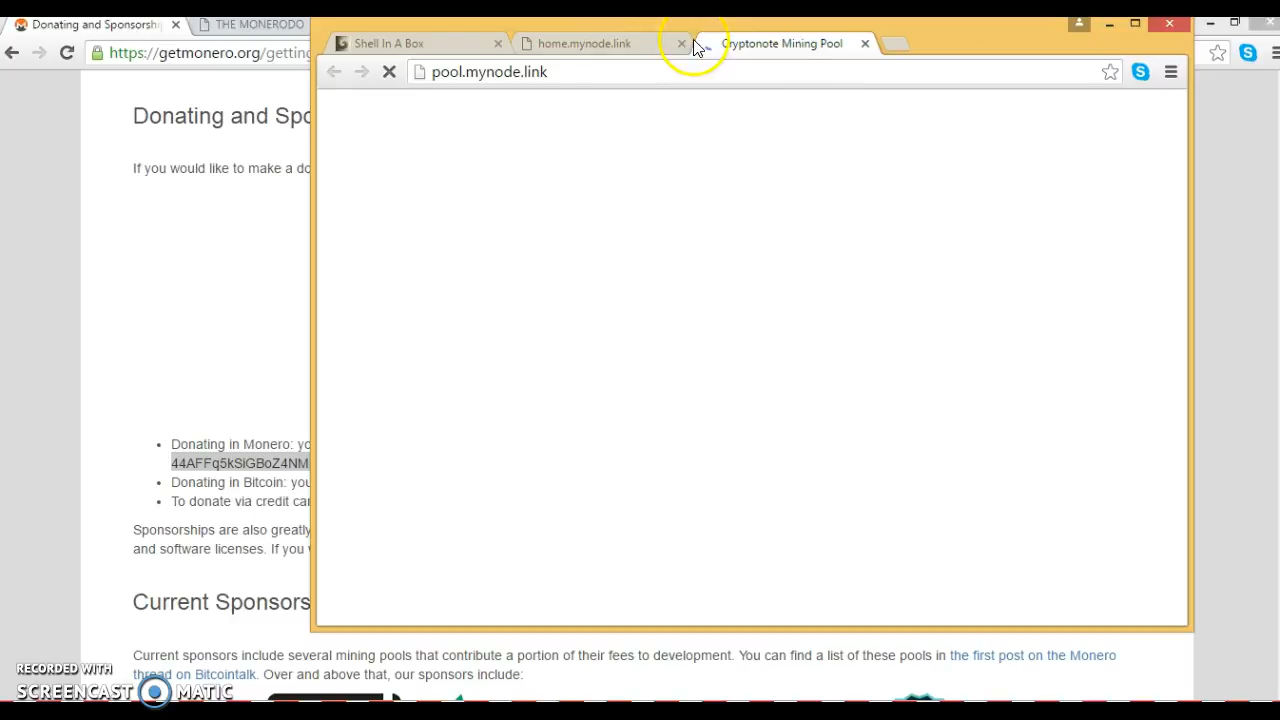 Donating and Sponsorsh
THE MONERODO
https://getmonero.org/getting
Shell In A Box
home.mynode.link
Cryptonote Mining Pool
pool.mynode.link
Donating and Spo
If you would like to make a do
Donating in Monero: yo
44AFFq5kSiGBoZ4NM
Donating in Bitcoin: you
To donate via credit car
Sponsorships are also greatly
and software licenses. If you w
Current Sponsors
Current sponsors include several mining pools that contribute a portion of their fees to development. You can find a list of these pools in the first post on the Monero
thread on Bitcointalk. Over and above that, our sponsors include:
RECORDED WITH
SCREENCAST MATIC